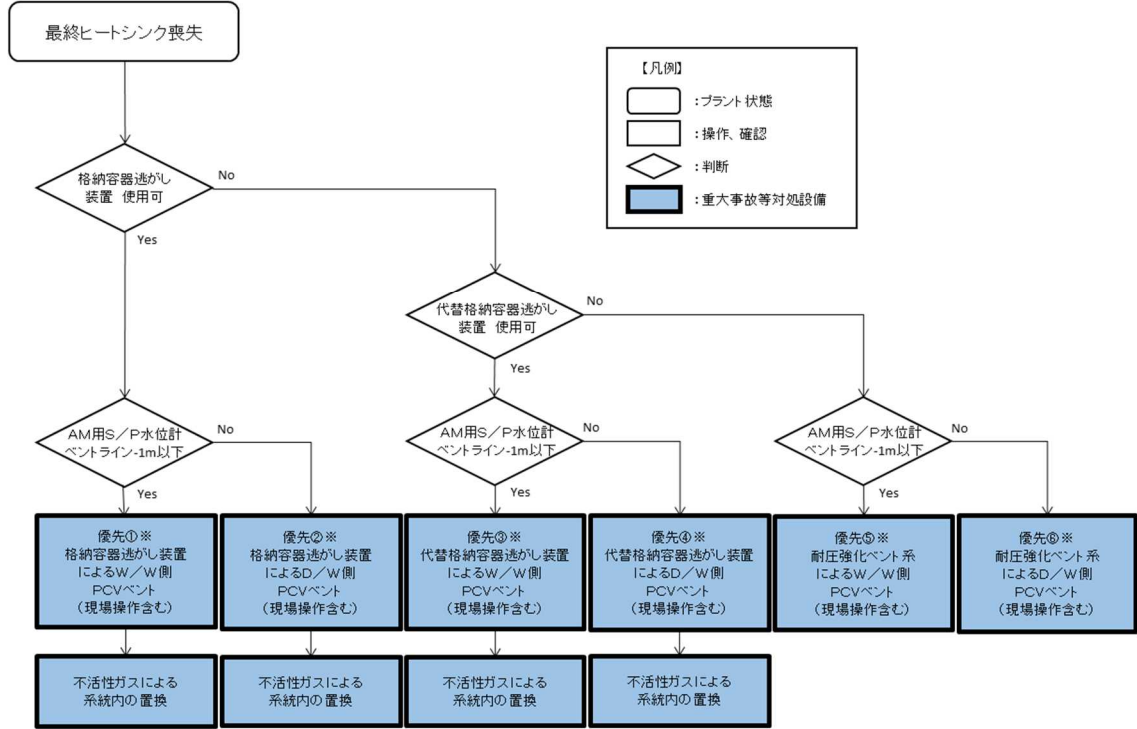 最終ヒートシンク喪失
【凡例】
：プラント状態
：操作、確認
：判断
：重大事故等対処設備
格納容器逃がし
装置 使用可
No
Yes
代替格納容器逃がし
装置 使用可
No
Yes
AM用S／P水位計
ベントライン-1m以下
No
Yes
AM用S／P水位計
ベントライン-1m以下
No
Yes
AM用S／P水位計
ベントライン-1m以下
No
Yes
優先①※
格納容器逃がし装置
によるW／W側
PCVベント
（現場操作含む）
優先②※
格納容器逃がし装置
によるD／W側
PCVベント
（現場操作含む）
優先③※
代替格納容器逃がし装置
によるW／W側
PCVベント
（現場操作含む）
優先④※
代替格納容器逃がし装置
によるD／W側
PCVベント
（現場操作含む）
優先⑤※
耐圧強化ベント系
によるW／W側
PCVベント
（現場操作含む）
優先⑥※
耐圧強化ベント系
によるD／W側
PCVベント
（現場操作含む）
不活性ガスによる
系統内の置換
不活性ガスによる
系統内の置換
不活性ガスによる
系統内の置換
不活性ガスによる
系統内の置換